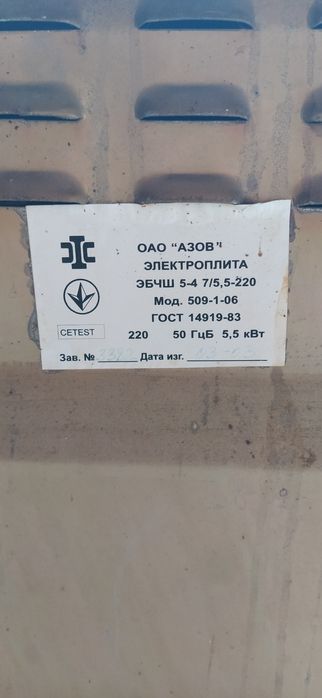 ОАО "АЗОВ"
ЭЛЕКТРОПЛИТА
ЭБЧШ 5-4 7/5,5-220
Мод. 509-1-06
ГОСТ 14919-83
CETEST 220 50 ГцБ 5,5 кВт
Зав. № Дата изг.